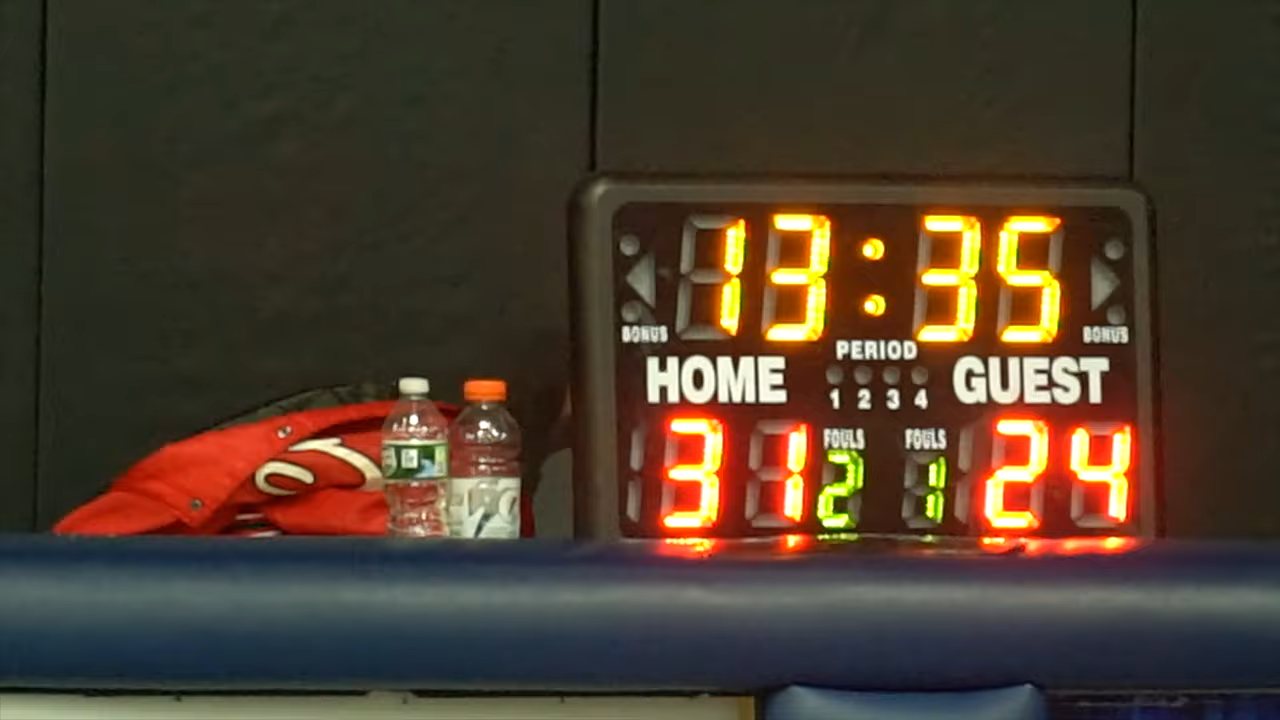 13:35
BONUS BONUS
PERIOD
HOME GUEST
1 2 3 4
FOULS FOULS
31 2 1 24